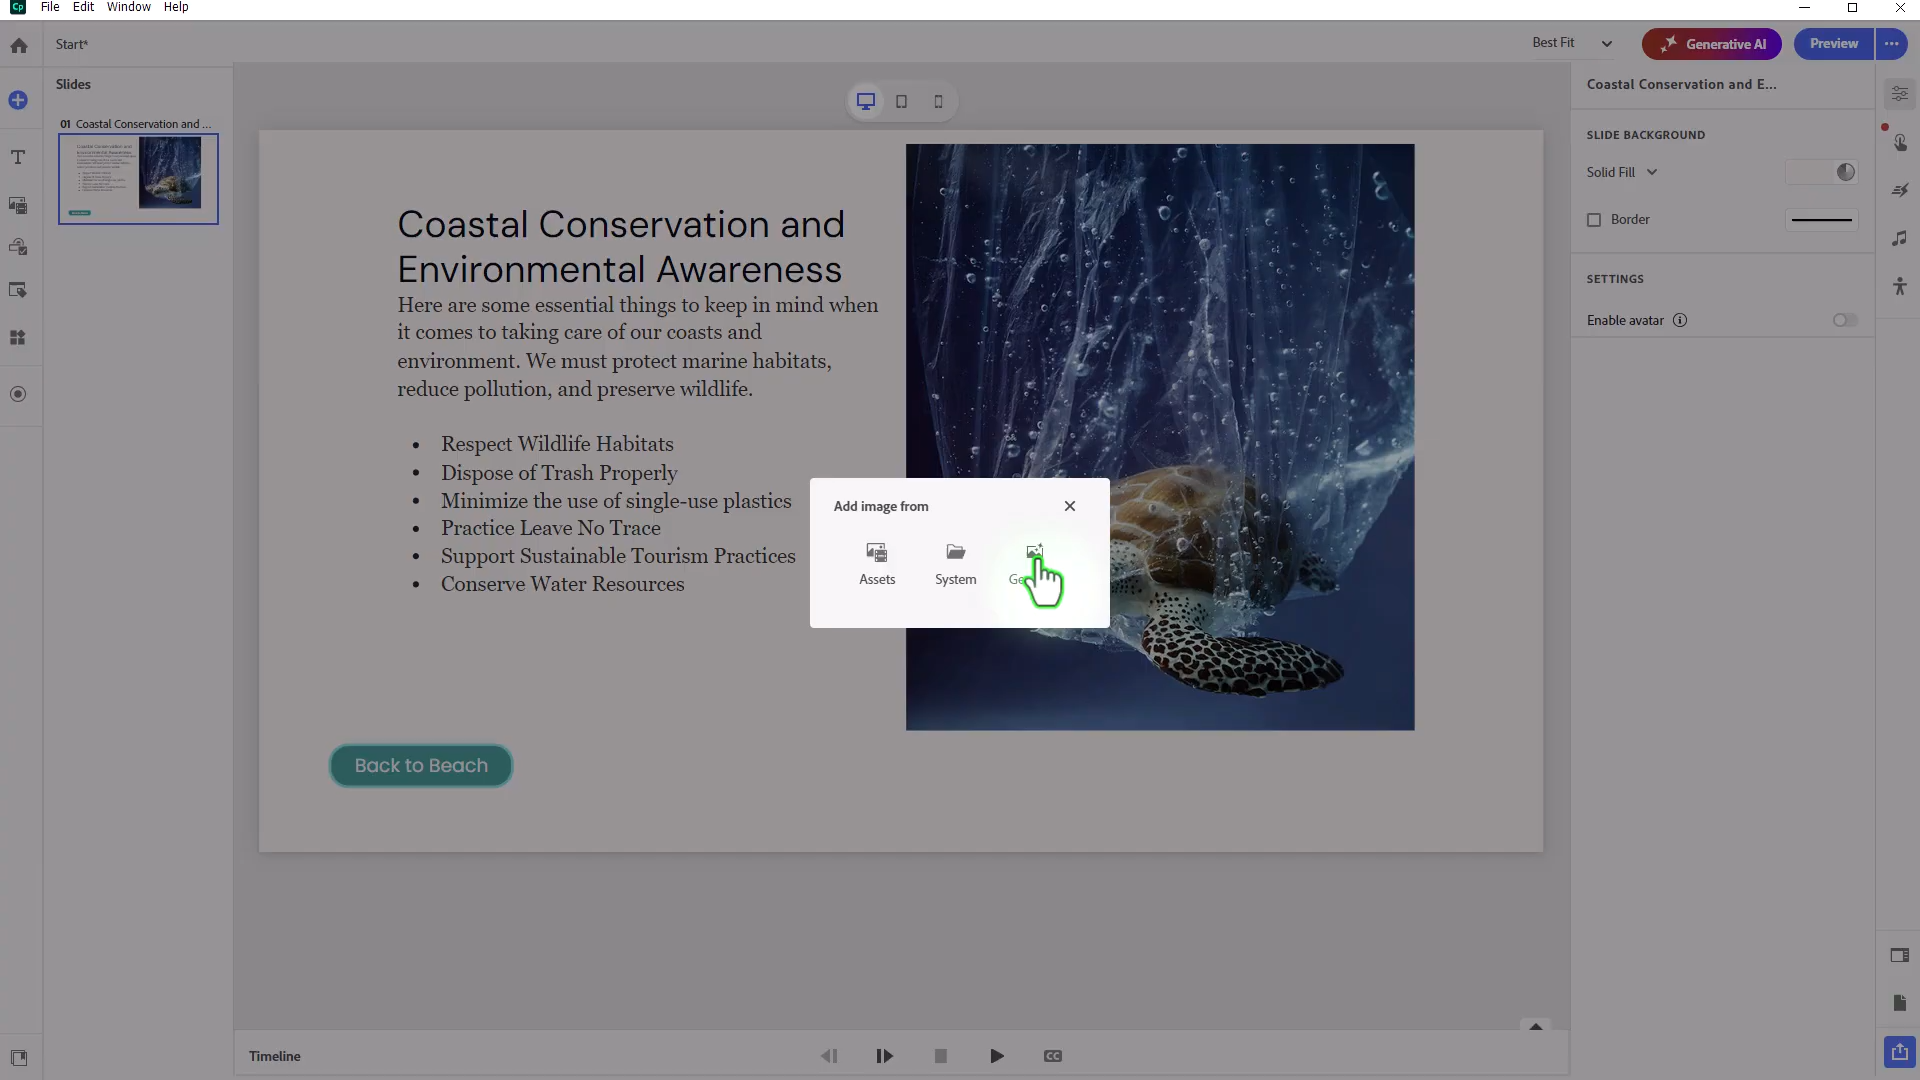 Cp File Edit Window Help
Start*
Best Fit
Generative AI
Preview
Slides
01 Coastal Conservation and ...
Coastal Conservation and E...
SLIDE BACKGROUND
Solid Fill
Border
SETTINGS
Enable avatar
Coastal Conservation and
Environmental Awareness
Here are some essential things to keep in mind when
it comes to taking care of our coasts and
environment. We must protect marine habitats,
reduce pollution, and preserve wildlife.
• Respect Wildlife Habitats
• Dispose of Trash Properly
• Minimize the use of single-use plastics
• Practice Leave No Trace
• Support Sustainable Tourism Practices
• Conserve Water Resources
Add image from
Assets
System
Back to Beach
Timeline
CC